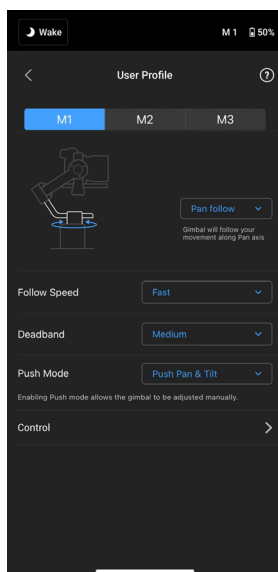 Wake
M 1
50%
User Profile
M1
M2
M3
Pan follow
Gimbal will follow your
movement along Pan axis
Follow Speed
Fast
Deadband
Medium
Push Mode
Push Pan & Tilt
Enabling Push mode allows the gimbal to be adjusted manually.
Control